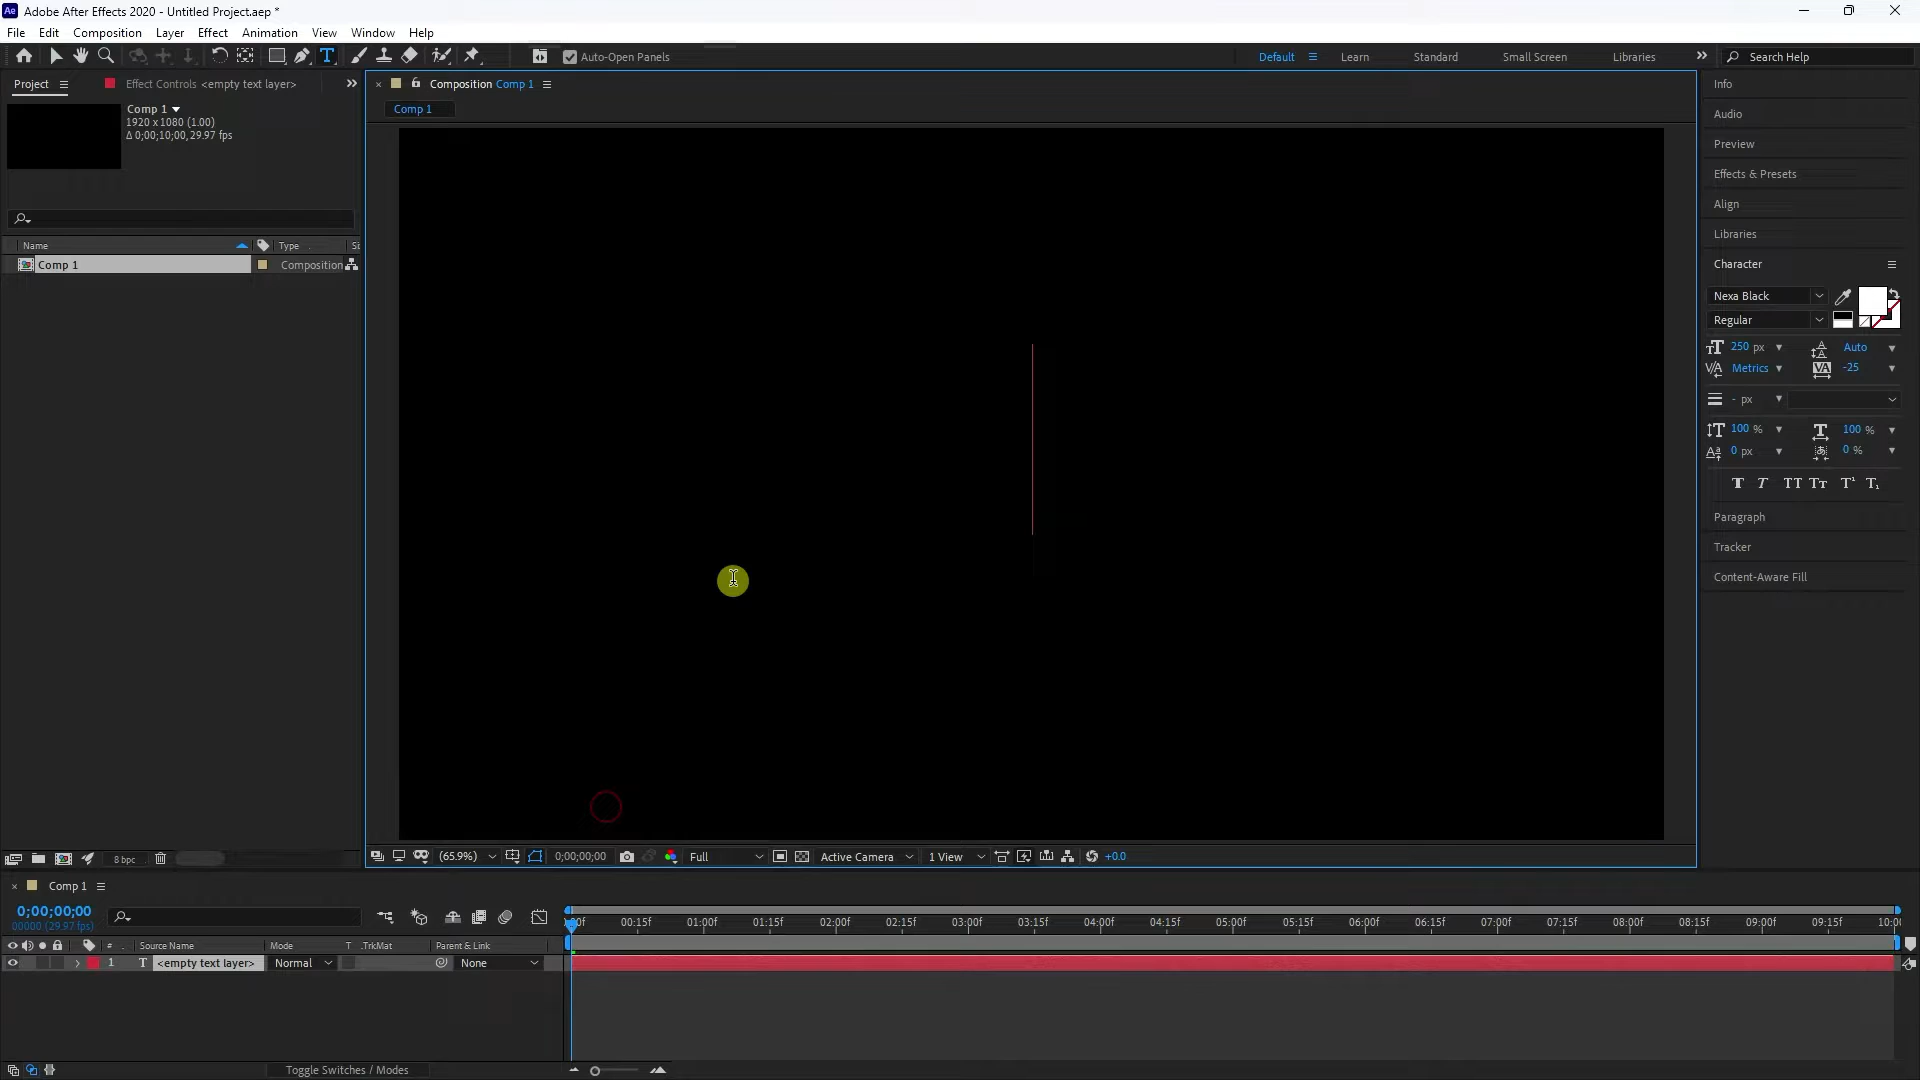 Adobe After Effects 2020 - Untitled Project.aep *
File Edit Composition Layer Effect Animation View Window Help
Auto-Open Panels
Default Learn Standard Small Screen Libraries
Search Help
Project Effect Controls <empty text layer>
Composition Comp 1
Comp 1
Comp 1
1920 x 1080 (1.00)
Δ 0;00;10;00, 29.97 fps
Name Type
Comp 1 Composition
Info
Audio
Preview
Effects & Presets
Align
Libraries
Character
Nexa Black
Regular
250 px Auto
Metrics -25
- px
100 % 100 %
0 px 0 %
Paragraph
Tracker
Content-Aware Fill
8 bpc
(65.9%) 0;00;00;00 Full Active Camera 1 View +0.0
Comp 1
0;00;00;00
00000 (29.97 fps)
00:15f 01:00f 01:15f 02:00f 02:15f 03:00f 03:15f 04:00f 04:15f 05:00f 05:15f 06:00f 06:15f 07:00f 07:15f 08:00f 08:15f 09:00f 09:15f
# Source Name Mode T .TrkMat Parent & Link
1 T <empty text layer> Normal None
Toggle Switches / Modes